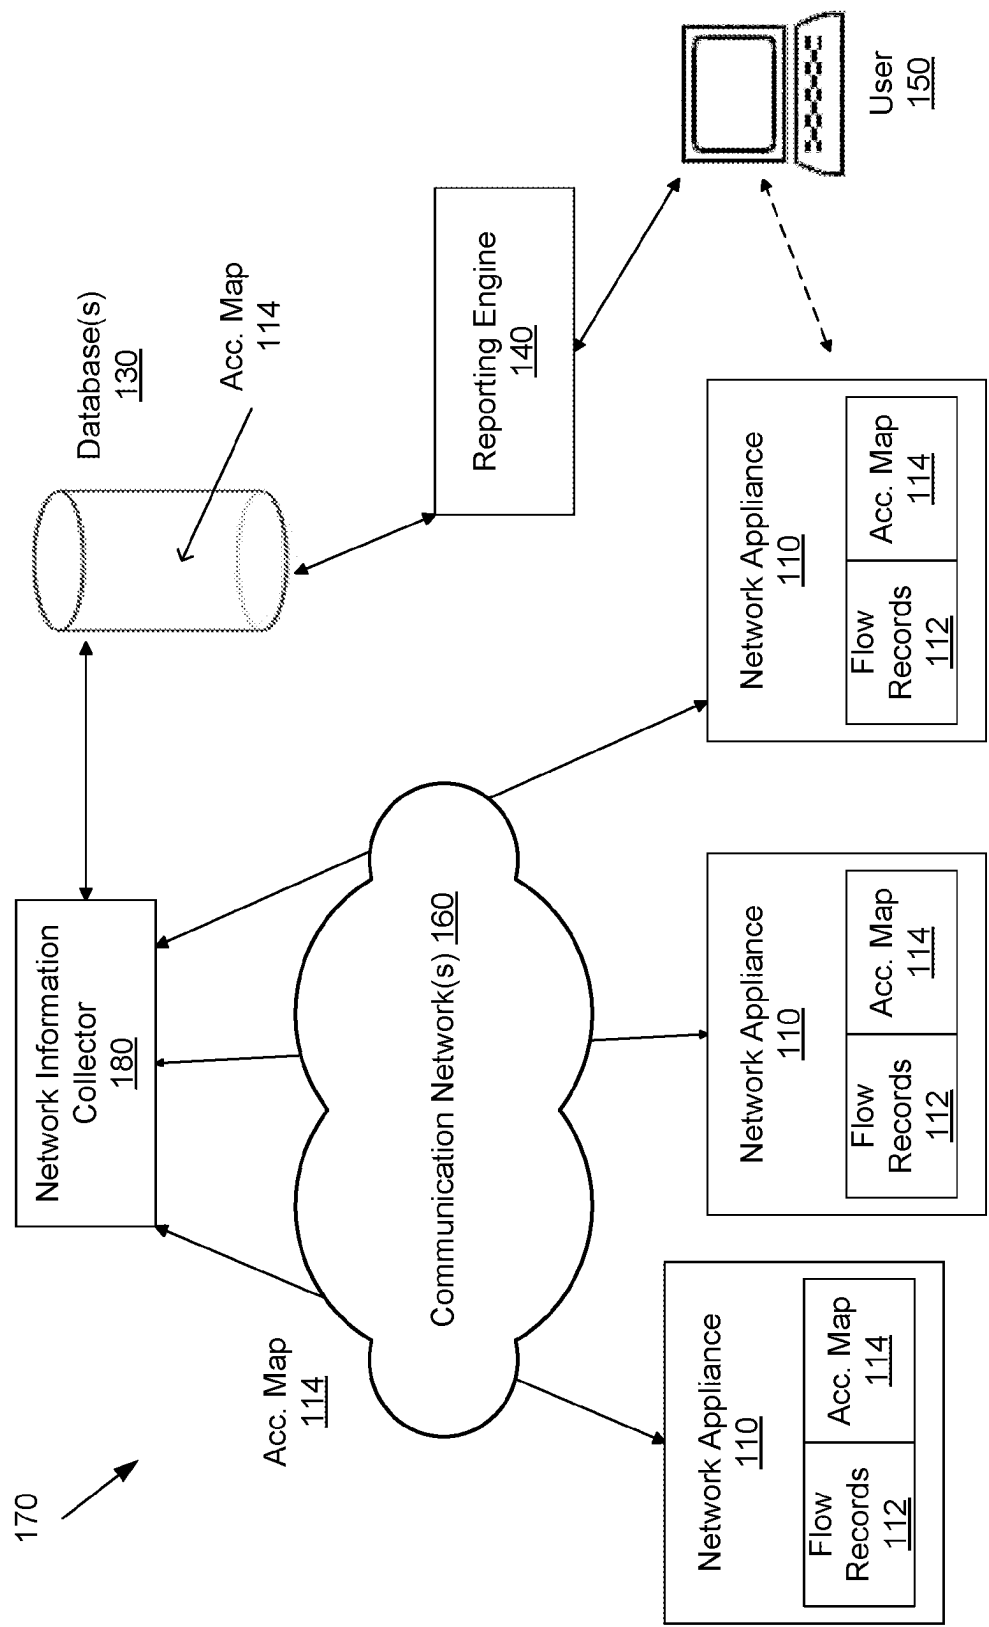 170
Network Information
Collector
180
Database(s)
130
Acc. Map
114
Acc. Map
114
Communication Network(s) 160
Reporting Engine
140
User
150
Network Appliance
110
Flow
Records
112
Acc. Map
114
Network Appliance
110
Flow
Records
112
Acc. Map
114
Network Appliance
110
Flow
Records
112
Acc. Map
114